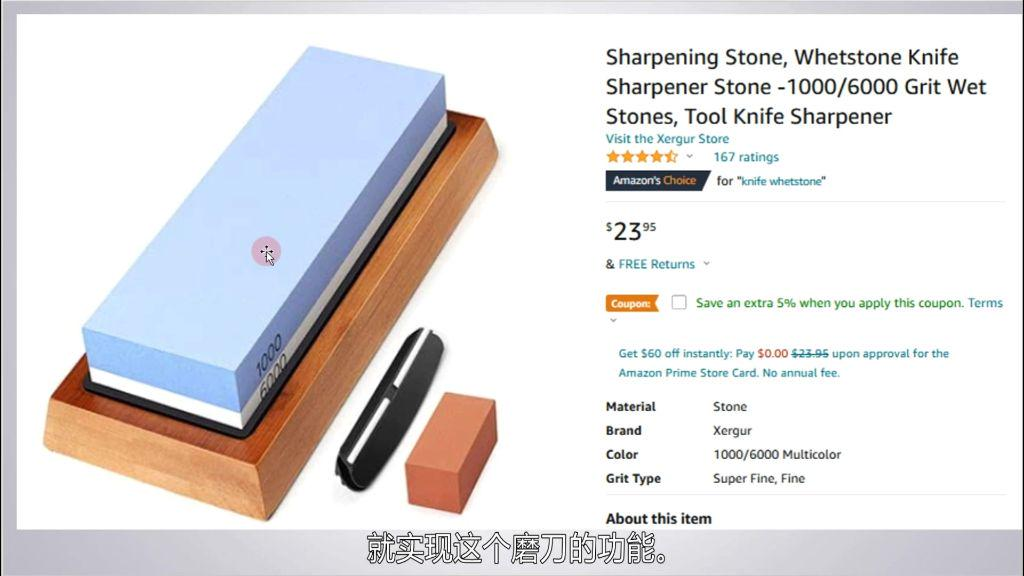 Sharpening Stone, Whetstone Knife
Sharpener Stone -1000/6000 Grit Wet
Stones, Tool Knife Sharpener
Visit the Xergur Store
167 ratings
Amazon's Choice for "knife whetstone"
$23 95
& FREE Returns
Coupon: Save an extra 5% when you apply this coupon. Terms
Get $60 off instantly: Pay $0.00 $23.95 upon approval for the
Amazon Prime Store Card. No annual fee.
Material Stone
Brand Xergur
Color 1000/6000 Multicolor
Grit Type Super Fine, Fine
About this item
1000
6000
就实现这个磨刀的功能。